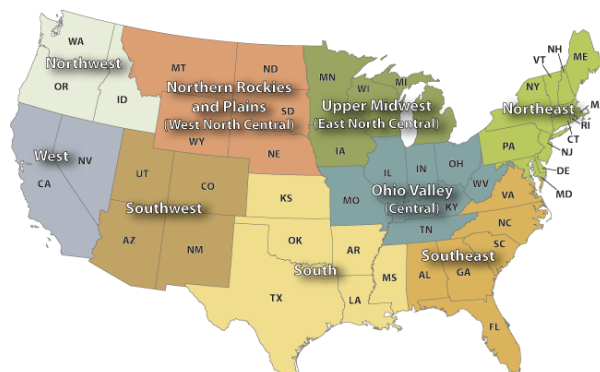 WA
Northwest
OR
ID
MT
ND
Northern Rockies
and Plains
(West North Central)
SD
WY
NE
MN
WI
MI
Upper Midwest
(East North Central)
IA
NH
VT
ME
NY
Northeast
M
RI
CT
PA
NJ
DE
MD
West
NV
CA
UT
CO
Southwest
AZ
NM
IL
IN
OH
WV
MO
Ohio Valley
(Central)
KY
TN
KS
OK
AR
South
TX
LA
MS
VA
NC
SC
Southeast
AL
GA
FL